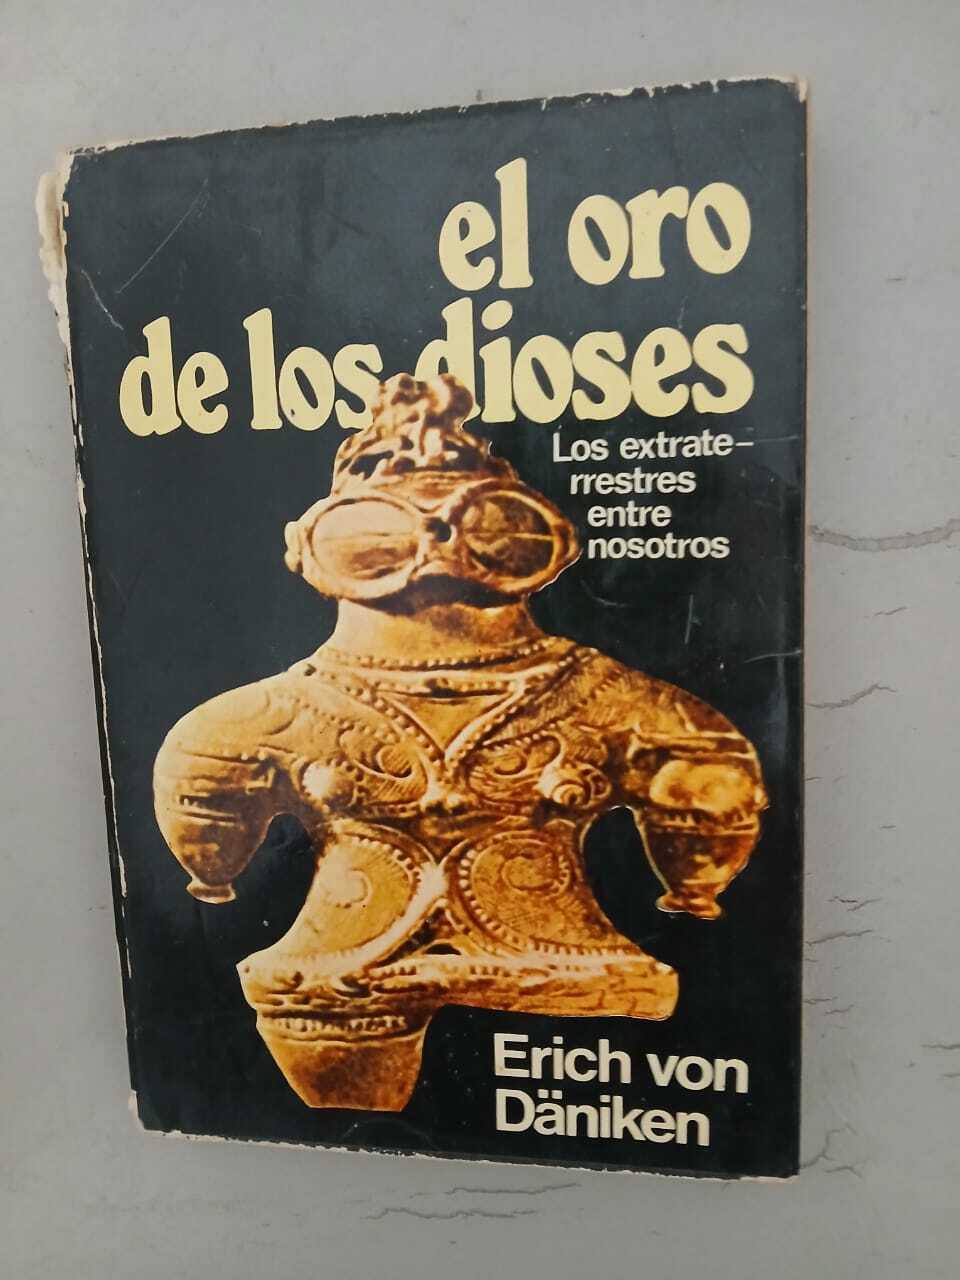 el oro
de los dioses
Los extrate-
rrestres
entre
nosotros
Erich von
Däniken